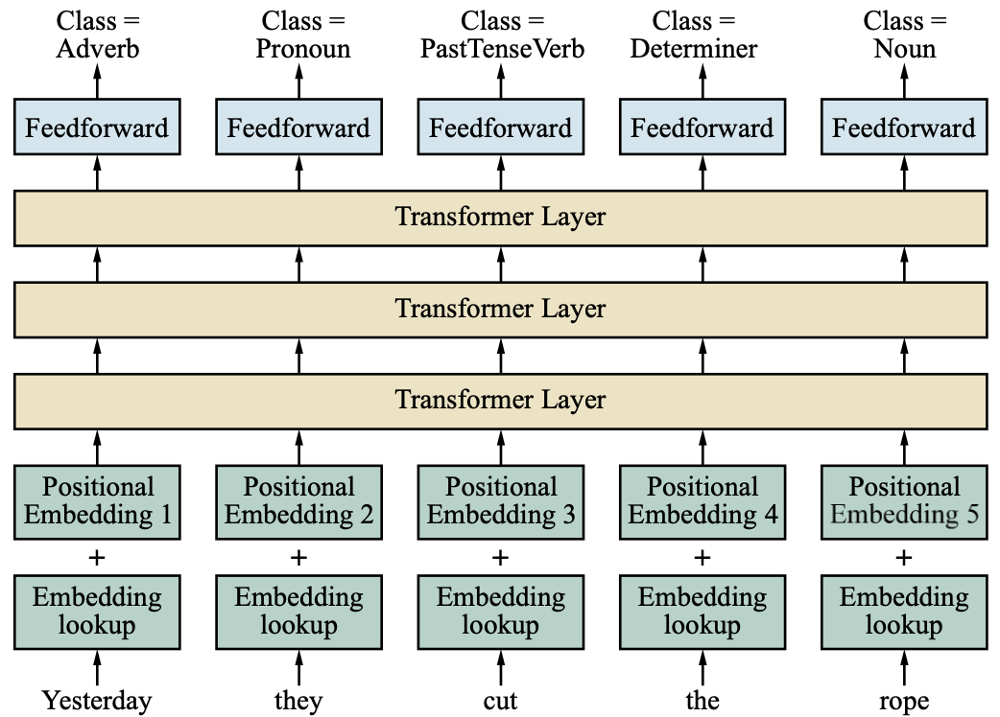 Class = Class = Class = Class = Class =
Adverb Pronoun PastTenseVerb Determiner Noun
Feedforward Feedforward Feedforward Feedforward Feedforward
Transformer Layer
Transformer Layer
Transformer Layer
Positional Positional Positional Positional Positional
Embedding 1 Embedding 2 Embedding 3 Embedding 4 Embedding 5
+ + + + +
Embedding Embedding Embedding Embedding Embedding
lookup lookup lookup lookup lookup
Yesterday they cut the rope